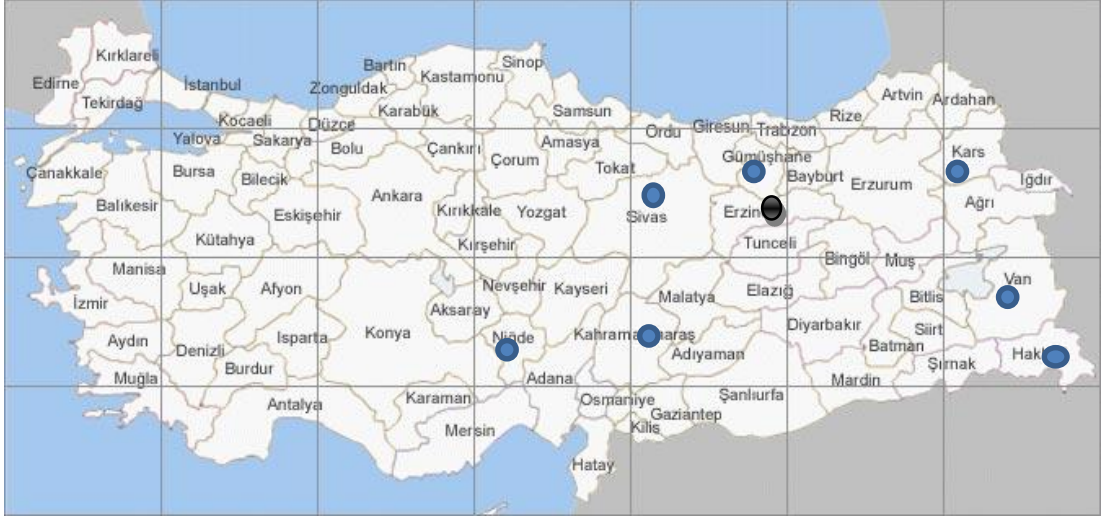 Kırklareli
Edirne
Tekirdağ
İstanbul
Kocaeli
Yalova
Sakarya
Düzce
Zonguldak
Bartın
Karabük
Kastamonu
Sinop
Samsun
Ordu
Giresun
Trabzon
Rize
Artvin
Ardahan
Çanakkale
Bursa
Bilecik
Bolu
Çankırı
Çorum
Amasya
Tokat
Gümüşhane
Bayburt
Erzurum
Kars
Iğdır
Balıkesir
Kütahya
Eskişehir
Ankara
Kırıkkale
Yozgat
Sivas
Erzin
Ağrı
Kırşehir
Tunceli
Bingöl
Muş
Manisa
İzmir
Uşak
Afyon
Aksaray
Nevşehir
Kayseri
Malatya
Elazığ
Bitlis
Van
Aydın
Denizli
Isparta
Konya
Niğde
Kahramanmaraş
Adıyaman
Diyarbakır
Batman
Siirt
Şırnak
Hakk
Muğla
Burdur
Antalya
Karaman
Mersin
Adana
Osmaniye
Gaziantep
Kilis
Şanlıurfa
Mardin
Hatay